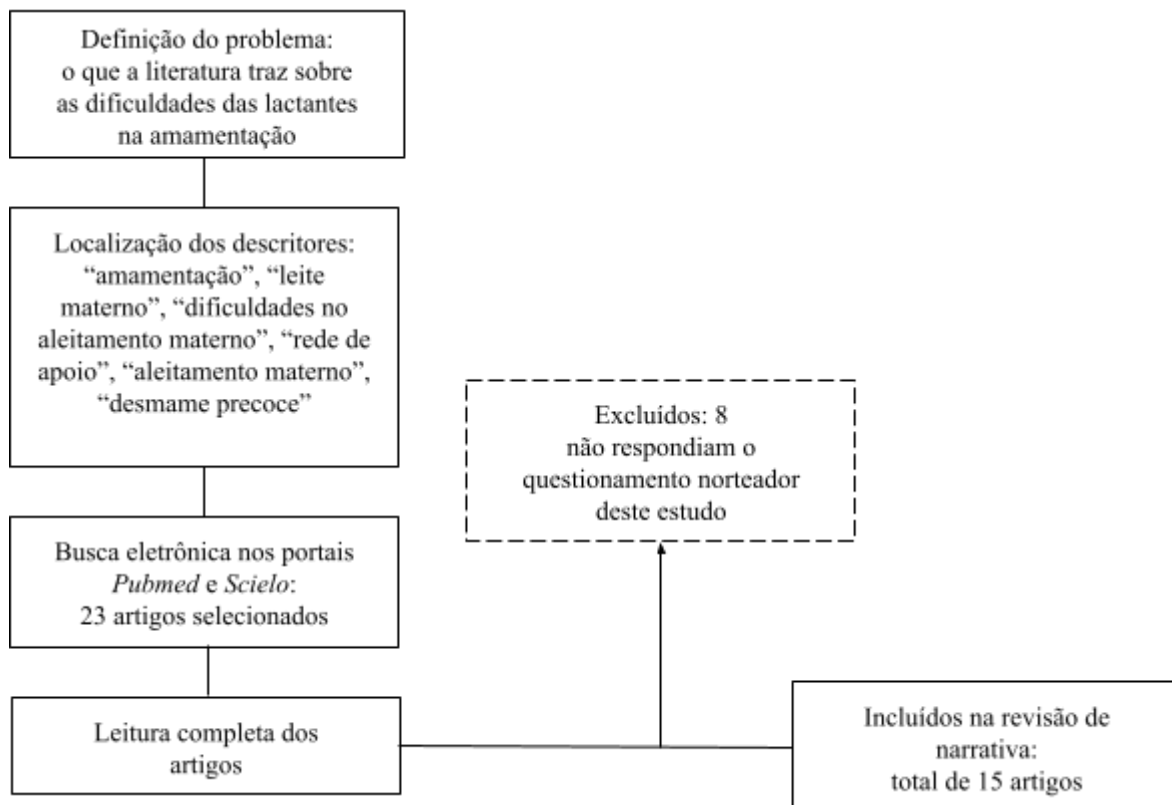 Definição do problema:
o que a literatura traz sobre
as dificuldades das lactantes
na amamentação
Localização dos descritores:
“amamentação”, “leite
materno”, “dificuldades no
aleitamento materno”, “rede de
apoio”, “aleitamento materno”,
“desmame precoce”
Busca eletrônica nos portais
Pubmed e Scielo:
23 artigos selecionados
Leitura completa dos
artigos
Excluídos: 8
não respondiam o
questionamento norteador
deste estudo
Incluídos na revisão de
narrativa:
total de 15 artigos